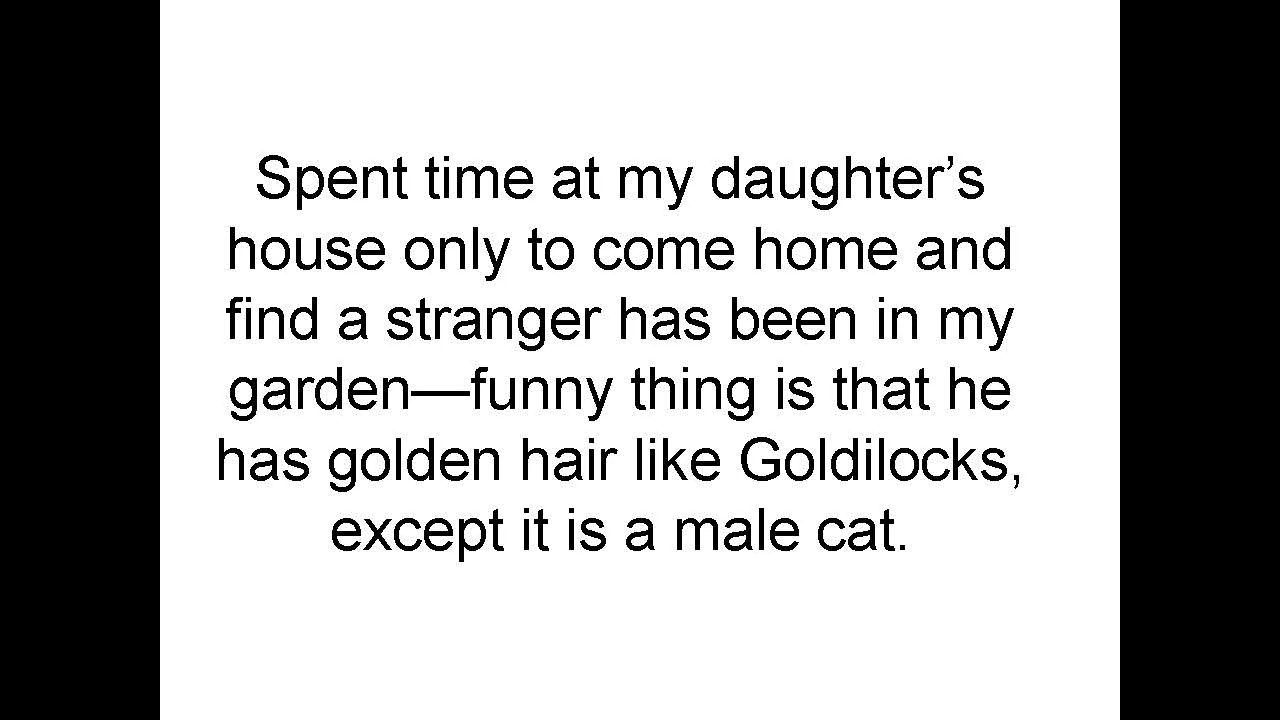 Spent time at my daughter’s
house only to come home and
find a stranger has been in my
garden—funny thing is that he
has golden hair like Goldilocks,
except it is a male cat.